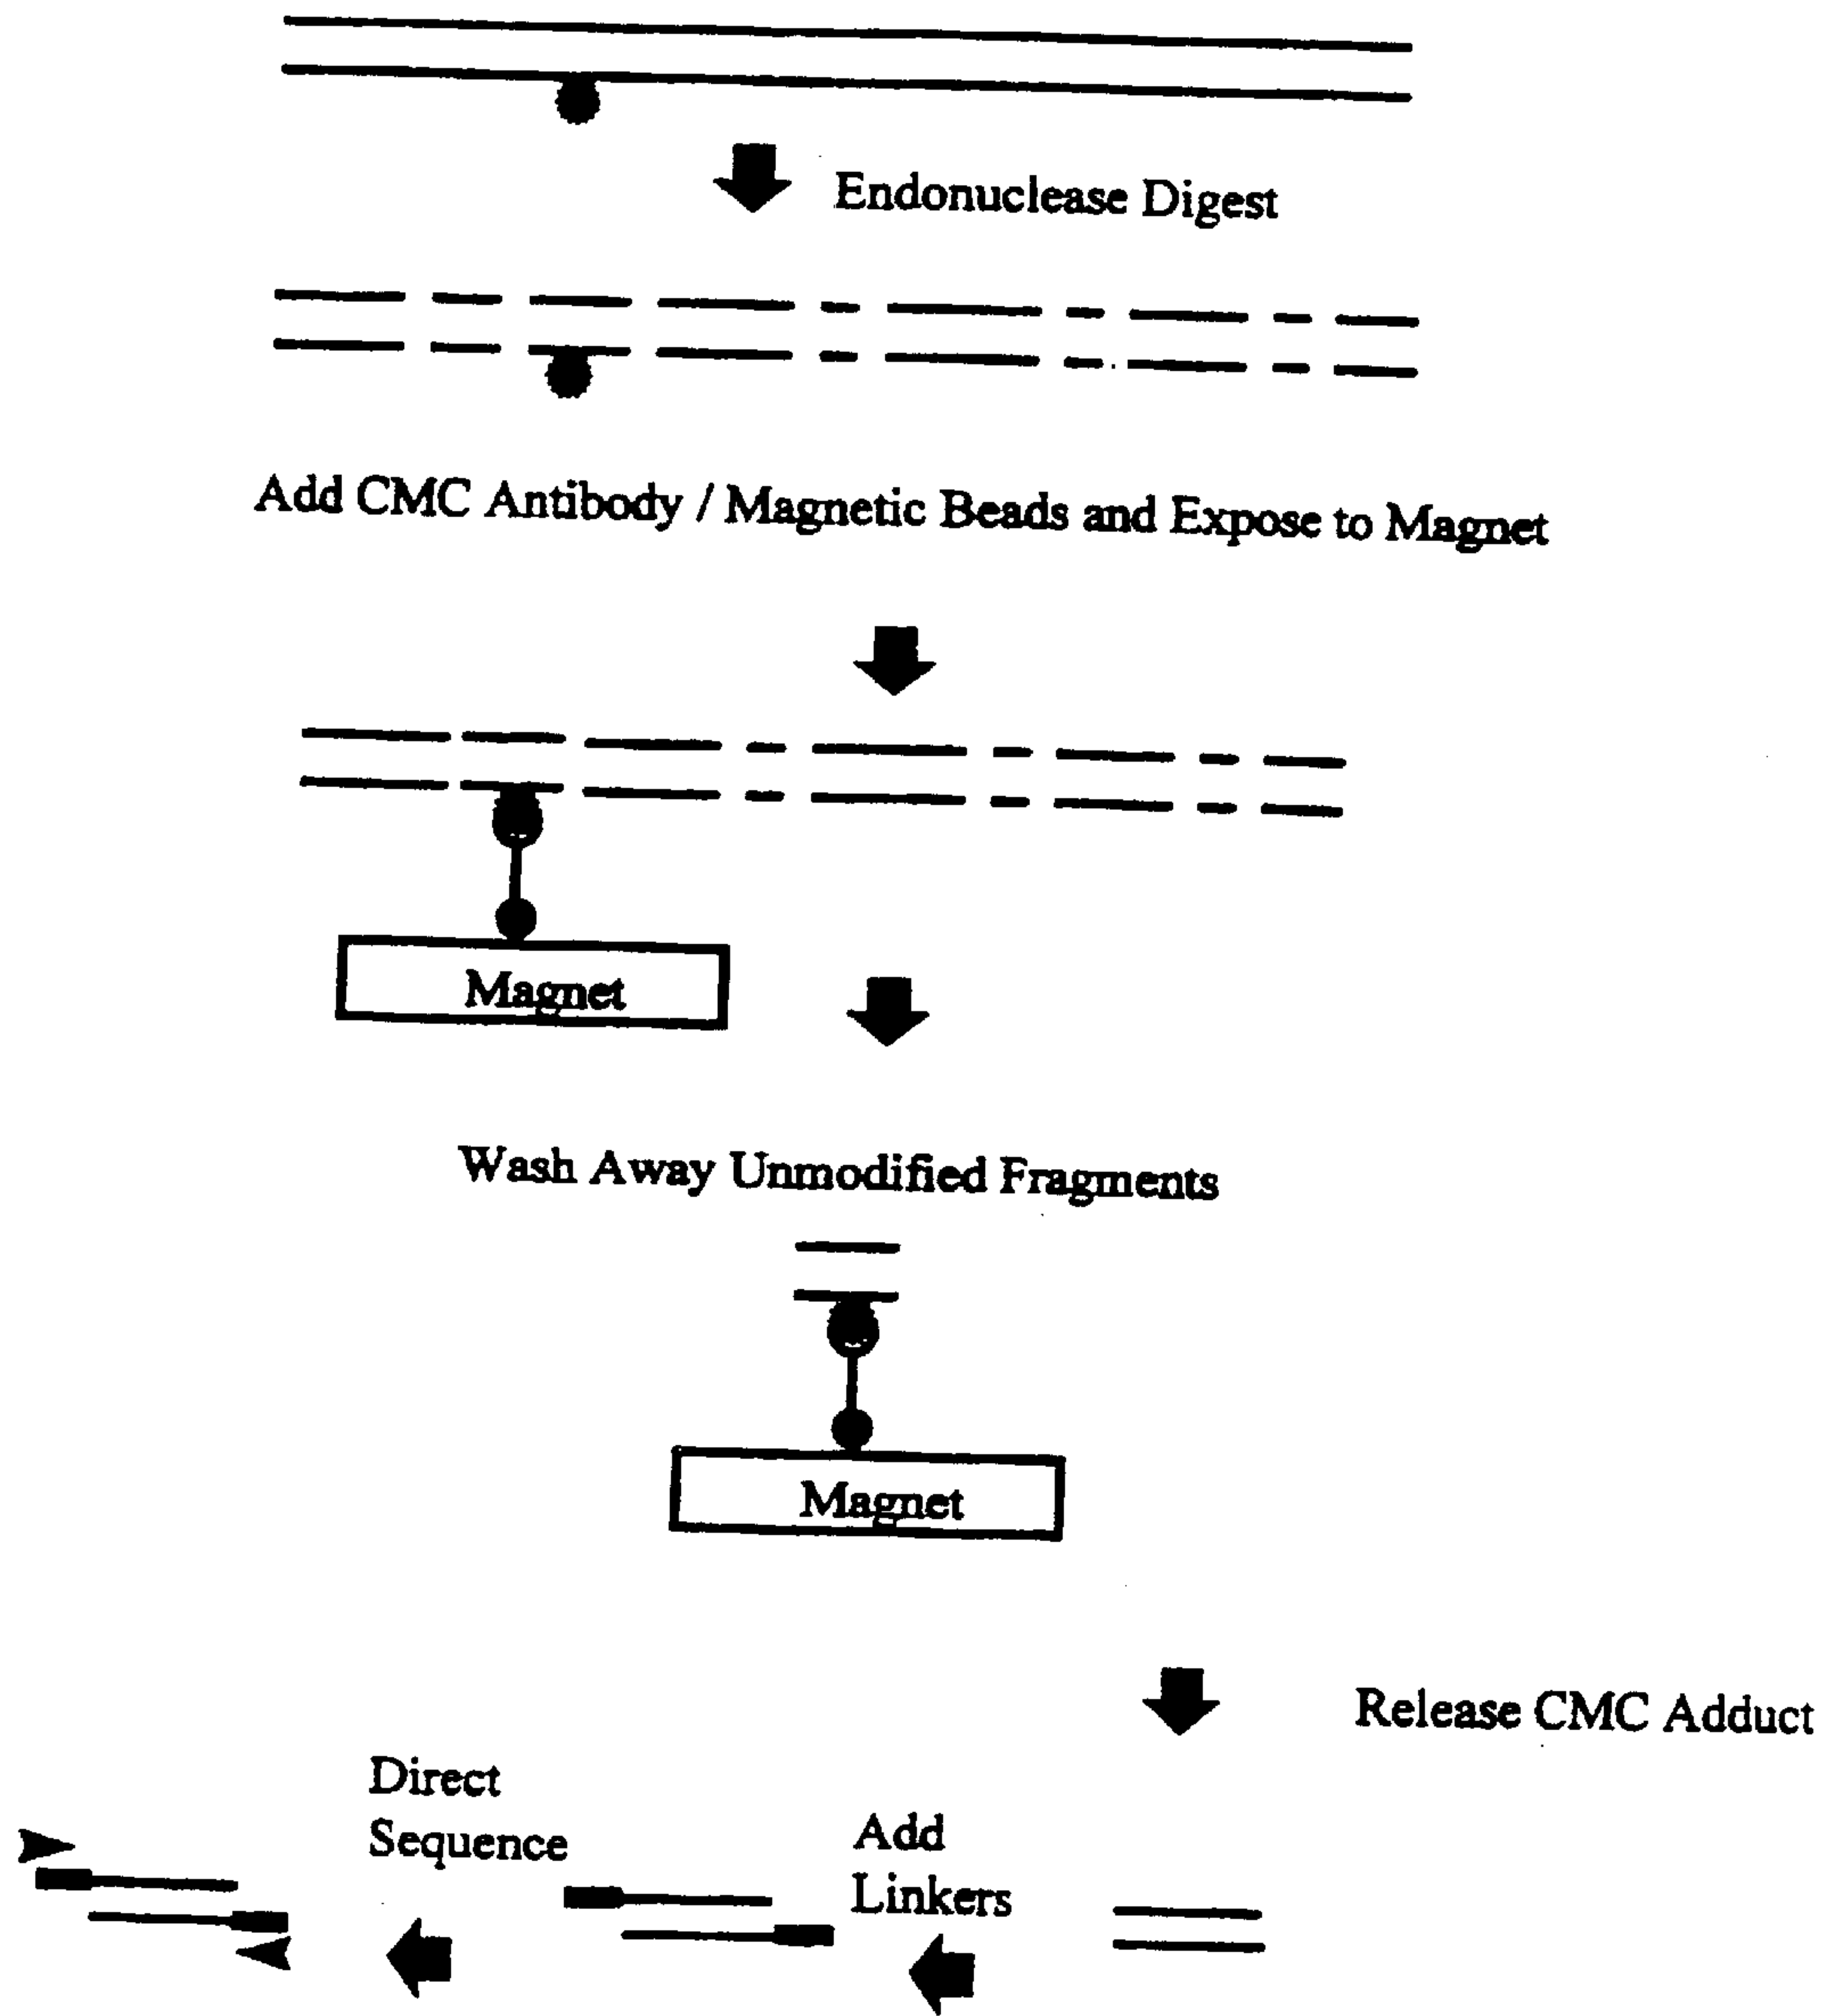 Endonuclease Digest
Add CMC Antibody / Magnetic Beads and Expose to Magnet
Magnet
Wash Away Unmodified Fragments
Magnet
Release CMC Adduct
Direct
Sequence
Add
Linkers